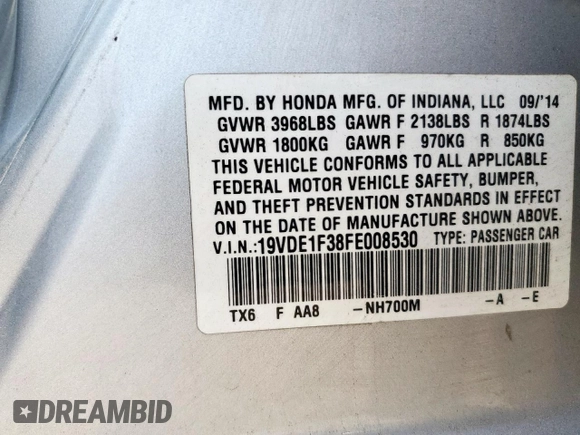 MFD. BY HONDA MFG. OF INDIANA, LLC 09/'14
GVWR 3968LBS GAWR F 2138LBS R 1874LBS
GVWR 1800KG GAWR F 970KG R 850KG
THIS VEHICLE CONFORMS TO ALL APPLICABLE
FEDERAL MOTOR VEHICLE SAFETY, BUMPER,
AND THEFT PREVENTION STANDARDS IN EFFECT
ON THE DATE OF MANUFACTURE SHOWN ABOVE.
V.I.N.:19VDE1F38FE008530 TYPE: PASSENGER CAR
TX6 F AA8 -NH700M -A -E
DREAMBID